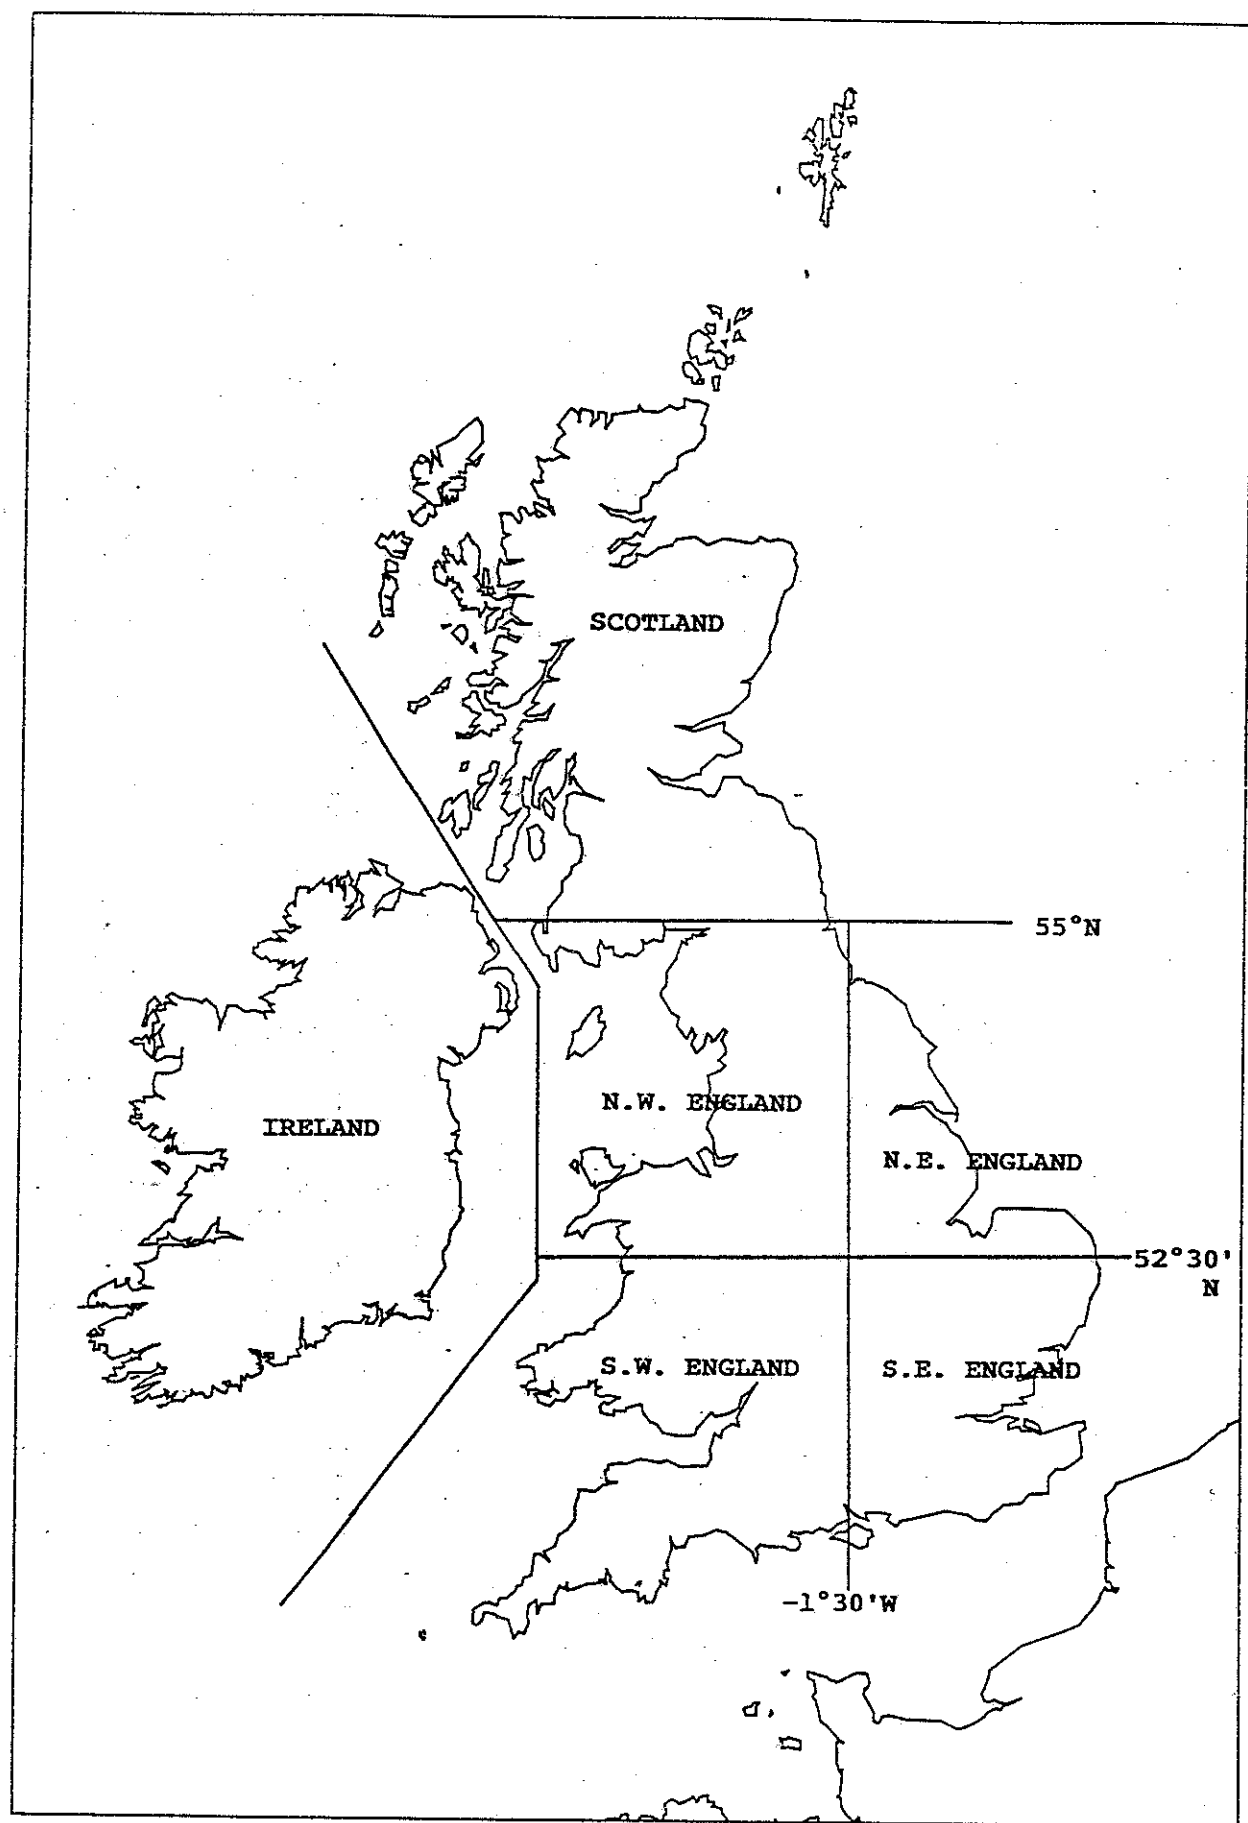 SCOTLAND
55°N
N.W. ENGLAND
IRELAND
N.E. ENGLAND
52°30'
N
S.W. ENGLAND
S.E. ENGLAND
-1°30'W